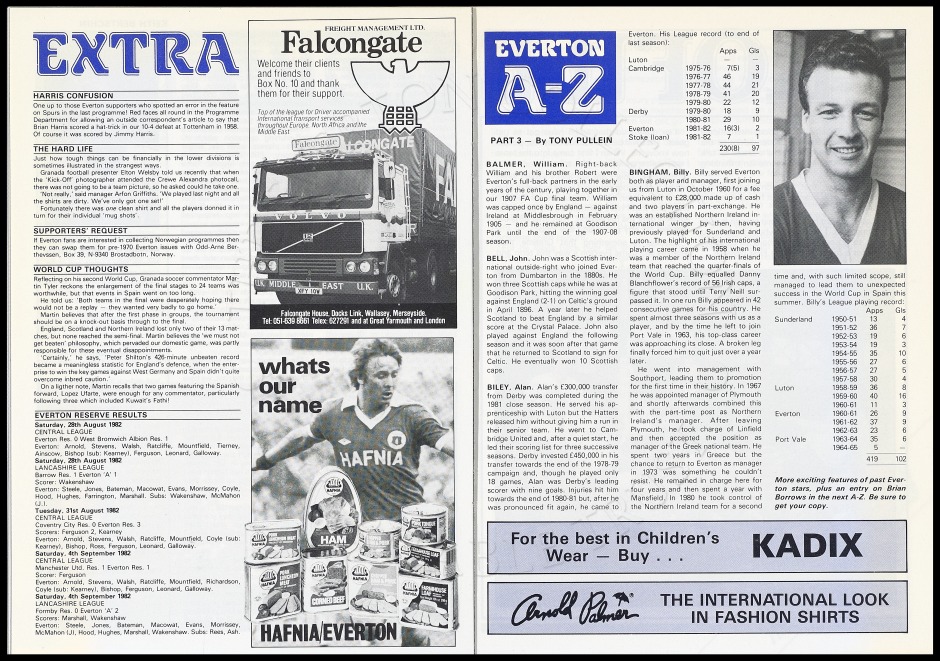 EXTRA
HARRIS CONFUSION
One up to those Everton supporters who spotted an error in the feature
on Spurs in the last programme! Red faces all round in the Programme
Department for allowing an outside correspondent's article to say that
Brian Harris scored a hat-trick in our 10-4 defeat at Tottenham in 1958.
Of course it was scored by Jimmy Harris.
THE HARD LIFE
Just how tough things can be financially in the lower divisions is
sometimes illustrated in the strangest ways.
Granada football presenter Elton Welsby told us recently that when
the 'Kick-Off' photographer attended the Crewe Alexandra photocall,
there was not going to be a team picture, so he asked could he take one.
'Not really,' said manager Arfon Griffiths, 'We played last night and all
the shirts are dirty. We've only got one set!'
Fortunately there was one clean shirt and all the players donned it in
turn for their individual 'mug shots'.
SUPPORTERS' REQUEST
If Everton fans are interested in collecting Norwegian programmes then
they can swap them for pre-1970 Everton issues with Odd-Arne Ber-
thevssen, Box 39, N-9340 Brostadbotn, Norway.
WORLD CUP THOUGHTS
Reflecting on his second World Cup, Granada soccer commentator Mar-
tin Tyler reckons the enlargement of the final stages to 24 teams was
worthwhile, but that events in Spain went on too long.
He told us: 'Both teams in the final were desperately hoping there
would not be a replay — they wanted very badly to go home.'
Martin believes that after the first phase in groups, the tournament
should be on a knock out basis through to the final.
England, Scotland and Northern Ireland lost only two of their 13 mat-
ches, but none reached the semi-final. Martin believes the 'we must not
get beaten' philosophy, which pervaded our domestic game, was partly
responsible for these eventual disappointments.
'Certainly,' he says, 'Peter Shilton's 426-minute unbeaten record
became a meaningless statistic for England's defence, when the enter-
prise to win the key games against West Germany and Spain didn't quite
overcome inbred caution.'
On a lighter note, Martin recalls that two games featuring the Spanish
forward, Lopez Ufarte, were enough for any commentator, particularly
following three which included Kuwait's Fathi!
EVERTON RESERVE RESULTS
Saturday, 28th August 1982
CENTRAL LEAGUE
Everton Res. 0 West Bromwich Albion Res. 1
Everton: Arnold, Stevens, Walsh, Ratcliffe, Mountfield, Tierney,
Ainscow, Bishop (sub: Kearney), Ferguson, Leonard, Galloway.
Saturday, 28th August 1982
LANCASHIRE LEAGUE
Barrow Res. 1 Everton 'A' 1
Scorer: Wakenshaw
Everton: Steele, Jones, Bateman, Macowat, Evans, Morrissey, Coyle,
Hood, Hughes, Farrington, Marshall. Subs: Wakenshaw, McMahon
(J.).
Tuesday, 31st August 1982
CENTRAL LEAGUE
Coventry City Res. 0 Everton Res. 3
Scorers: Ferguson 2, Kearney
Everton: Arnold, Stevens, Walsh, Ratcliffe, Mountfield, Coyle (sub:
Kearney), Bishop, Ross, Ferguson, Leonard, Galloway.
Saturday, 4th September 1982
CENTRAL LEAGUE
Manchester Utd. Res. 1 Everton Res. 1
Scorer: Ferguson
Everton: Arnold, Stevens, Walsh, Ratcliffe, Mountfield, Richardson,
Coyle (sub: Kearney), Bishop, Ferguson, Leonard, Galloway.
Saturday, 4th September 1982
LANCASHIRE LEAGUE
Formby Res. 0 Everton 'A' 2
Scorers: Marshall, Wakenshaw
Everton: Steele, Jones, Bateman, Macowat, Evans, Morrissey,
McMahon (J), Hood, Hughes, Marshall, Wakenshaw. Subs: Rees, Ash.
FREIGHT MANAGEMENT LTD.
Falcongate
Welcome their clients
and friends to
Box No. 10 and thank
them for their support.
Top of the league for Driver accompanied
International transport services
throughout Europe, North Africa and the
Middle East
Falcongate
VOLVO
U.K. MIDDLE EAST U.K.
XFY 10W
Falcongate House, Docks Link, Wallasey, Merseyside.
Tel: 051-639 8661 Telex: 627291 and at Great Yarmouth and London
whats
our
name
HAFNIA
HAFNIA
HAM
PORK
LUNCHEON
MEAT
CORNED BEEF
FARMHOUSE
LOAF
HAFNIA/EVERTON
EVERTON
A-Z
PART 3 — By TONY PULLEIN
BALMER, William. Right-back
William and his brother Robert were
Everton's full-back partners in the early
years of the century, playing together in
our 1907 FA Cup final team. William
was capped once by England — against
Ireland at Middlesbrough in February
1905 — and he remained at Goodison
Park until the end of the 1907-08
season.
BELL, John. John was a Scottish inter-
national outside-right who joined Ever-
ton from Dumbarton in the 1880s. He
won three Scottish caps while he was at
Goodison Park, hitting the winning goal
against England (2-1) on Celtic's ground
in April 1896. A year later he helped
Scotland to beat England by a similar
score at the Crystal Palace. John also
played against England the following
season and it was soon after that game
that he returned to Scotland to sign for
Celtic. He eventually won 10 Scottish
caps.
BILEY, Alan. Alan's £300,000 transfer
from Derby was completed during the
1981 close season. He served his ap-
prenticeship with Luton but the Hatters
released him without giving him a run in
their senior team. He went to Cam-
bridge United and, after a quiet start, he
led their scoring list for three successive
seasons. Derby invested £450,000 in his
transfer towards the end of the 1978-79
campaign and, though he played only
18 games, Alan was Derby's leading
scorer with nine goals. Injuries hit him
towards the end of 1980-81 but, after he
was pronounced fit again, he came to
Everton. His League record (to end of
last season):
Apps Gls
Luton — —
Cambridge 1975-76 7(5) 3
1976-77 46 19
1977-78 44 21
1978-79 41 20
1979-80 22 12
Derby 1979-80 18 9
1980-81 29 10
Everton 1981-82 16(3) 2
Stoke (loan) 1981-82 7 1
230(8) 97
BINGHAM, Billy. Billy served Everton
both as player and manager, first joining
us from Luton in October 1960 for a fee
equivalent to £28,000 made up of cash
and two players in part-exchange. He
was an established Northern Ireland in-
ternational winger by then, having
previously played for Sunderland and
Luton. The highlight of his international
playing career came in 1958 when he
was a member of the Northern Ireland
team that reached the quarter-finals of
the World Cup. Billy equalled Danny
Blanchflower's record of 56 Irish caps, a
figure that stood until Terry Neill sur-
passed it. In one run Billy appeared in 42
consecutive games for his country. He
spent almost three seasons with us as a
player, and by the time he left to join
Port Vale in 1963, his top-class career
was approaching its close. A broken leg
finally forced him to quit just over a year
later.
He went into management with
Southport, leading them to promotion
for the first time in their history. In 1967
he was appointed manager of Plymouth
and shortly afterwards combined this
with the part-time post as Northern
Ireland's manager. After leaving
Plymouth, he took charge of Linfield
and then accepted the position as
manager of the Greek national team. He
spent two years in Greece but the
chance to return to Everton as manager
in 1973 was something he couldn't
resist. He remained in charge here for
four years and then spent a year with
Mansfield. In 1980 he took control of
the Northern Ireland team for a second
time and, with such limited scope, still
managed to lead them to unexpected
success in the World Cup in Spain this
summer. Billy's League playing record:
Apps Gls
Sunderland 1950-51 13 4
1951-52 36 7
1952-53 19 6
1953-54 19 3
1954-55 35 10
1955-56 27 6
1956-57 27 5
1957-58 30 4
Luton 1958-59 36 8
1959-60 40 16
1960-61 11 3
Everton 1960-61 26 9
1961-62 37 9
1962-63 23 6
Port Vale 1963-64 35 6
1964-65 5 —
419 102
More exciting features of past Ever-
ton stars, plus an entry on Brian
Borrows in the next A-Z. Be sure to
get your copy.
For the best in Children's
Wear — Buy . . .
KADIX
Arnold Palmer
THE INTERNATIONAL LOOK
IN FASHION SHIRTS